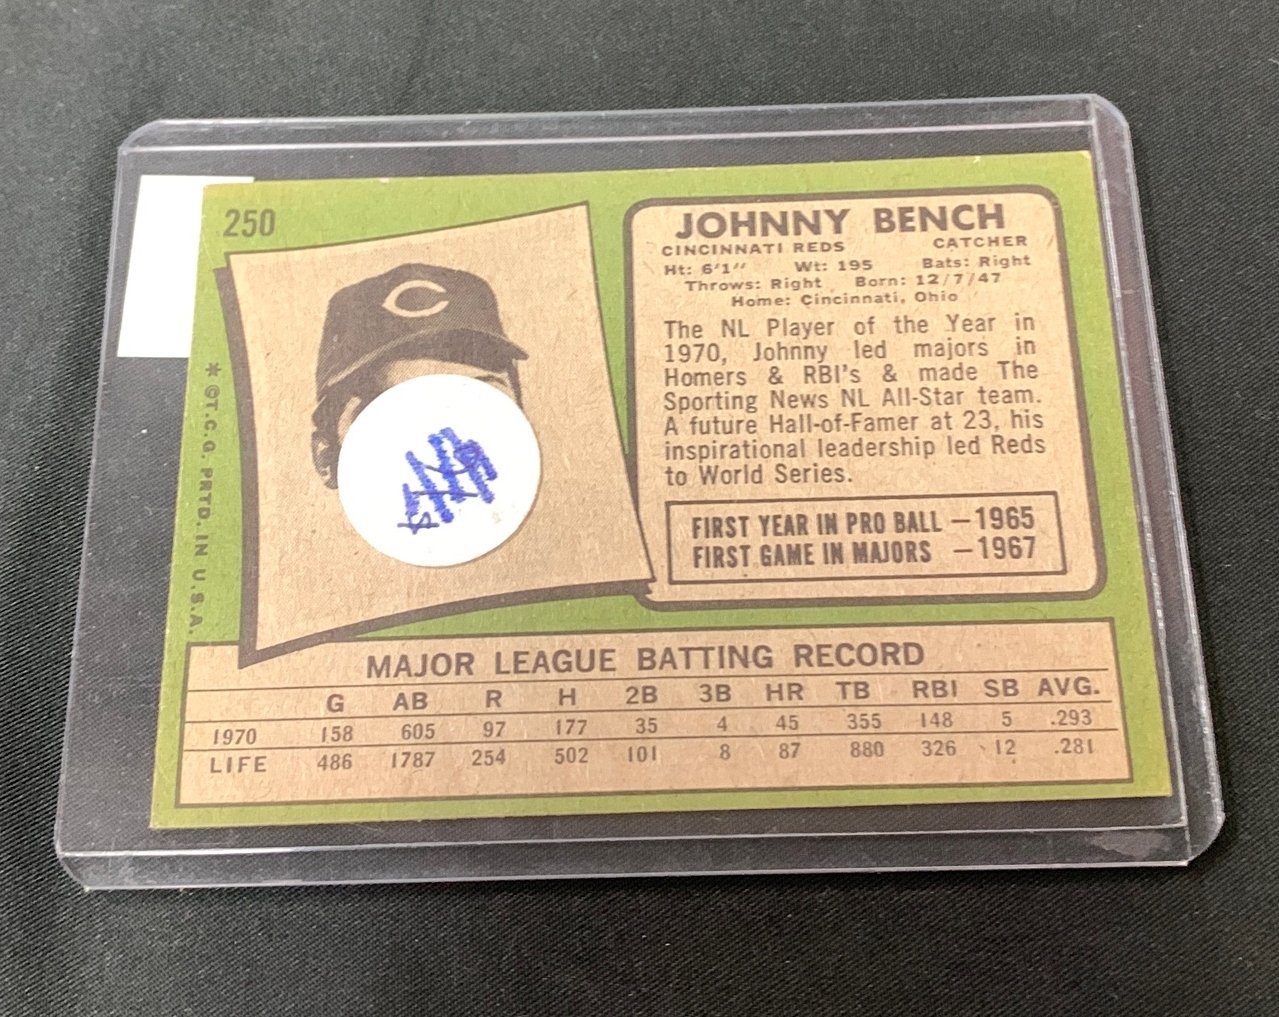 250
JOHNNY BENCH
CINCINNATI REDS CATCHER
Ht: 6'1" Wt: 195 Bats: Right
Throws: Right Born: 12/7/47
Home: Cincinnati, Ohio
The NL Player of the Year in
1970, Johnny led majors in
Homers & RBI's & made The
Sporting News NL All-Star team.
A future Hall-of-Famer at 23, his
inspirational leadership led Reds
to World Series.
FIRST YEAR IN PRO BALL — 1965
FIRST GAME IN MAJORS — 1967
C
* ©T.C.G. PRTD. IN U.S.A.
MAJOR LEAGUE BATTING RECORD
G AB R H 2B 3B HR TB RBI SB AVG.
1970 158 605 97 177 35 4 45 355 148 5 .293
LIFE 486 1787 254 502 101 8 87 880 326 12 .281